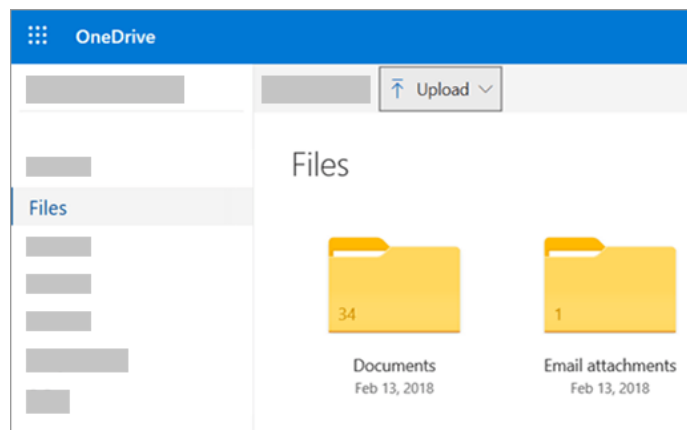 OneDrive
Upload
Files
Files
34
1
Documents
Email attachments
Feb 13, 2018
Feb 13, 2018